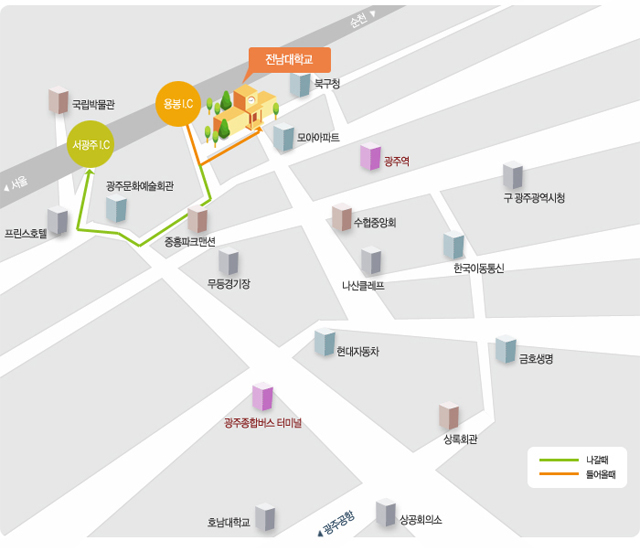 순천 ▼
전남대학교
북구청
국립박물관
용봉 I.C
모아아파트
서광주 I.C
광주역
◀ 서울
광주문화예술회관
구 광주광역시청
프린스호텔
중흥파크맨션
수협중앙회
무등경기장
나산클레프
한국이동통신
현대자동차
금호생명
광주종합버스 터미널
상록회관
나갈때
들어올때
호남대학교
◀ 광주공항
상공회의소